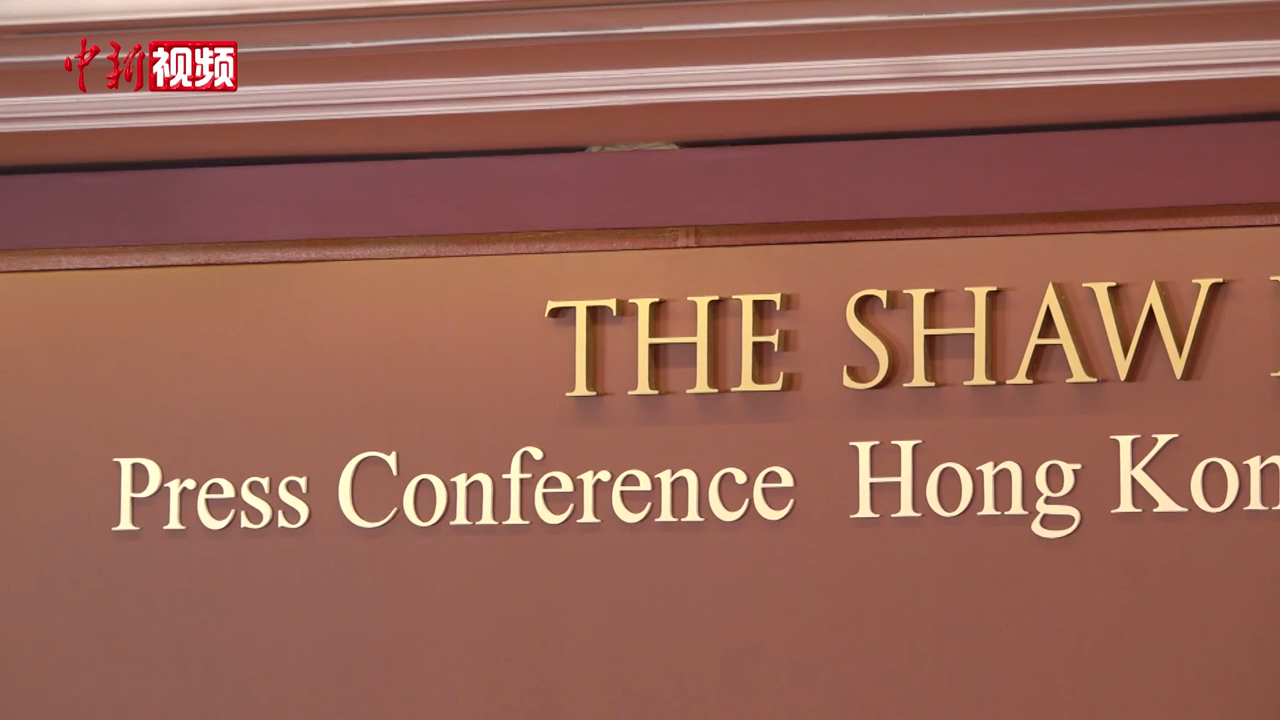 中新视频
THE SHAW
Press Conference Hong Kon